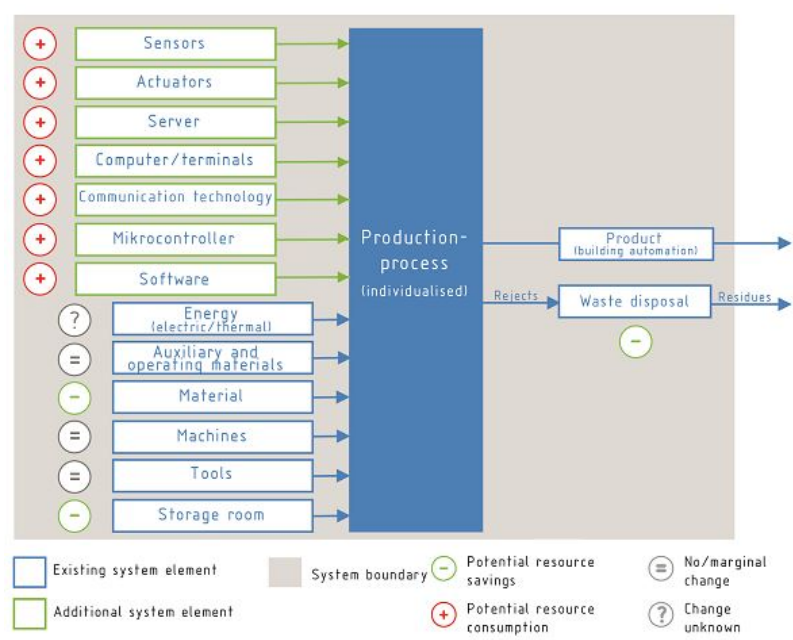 + Sensors
+ Actuators
+ Server
+ Computer/terminals
+ Communication technology
+ Mikrocontroller
+ Software
? Energy
(electric/thermal)
= Auxiliary and
operating materials
- Material
= Machines
= Tools
- Storage room
Production-
process
(individualised)
Product
(building automation)
Rejects
Waste disposal
Residues
-
Existing system element
Additional system element
System boundary
- Potential resource
savings
+ Potential resource
consumption
= No/marginal
change
? Change
unknown